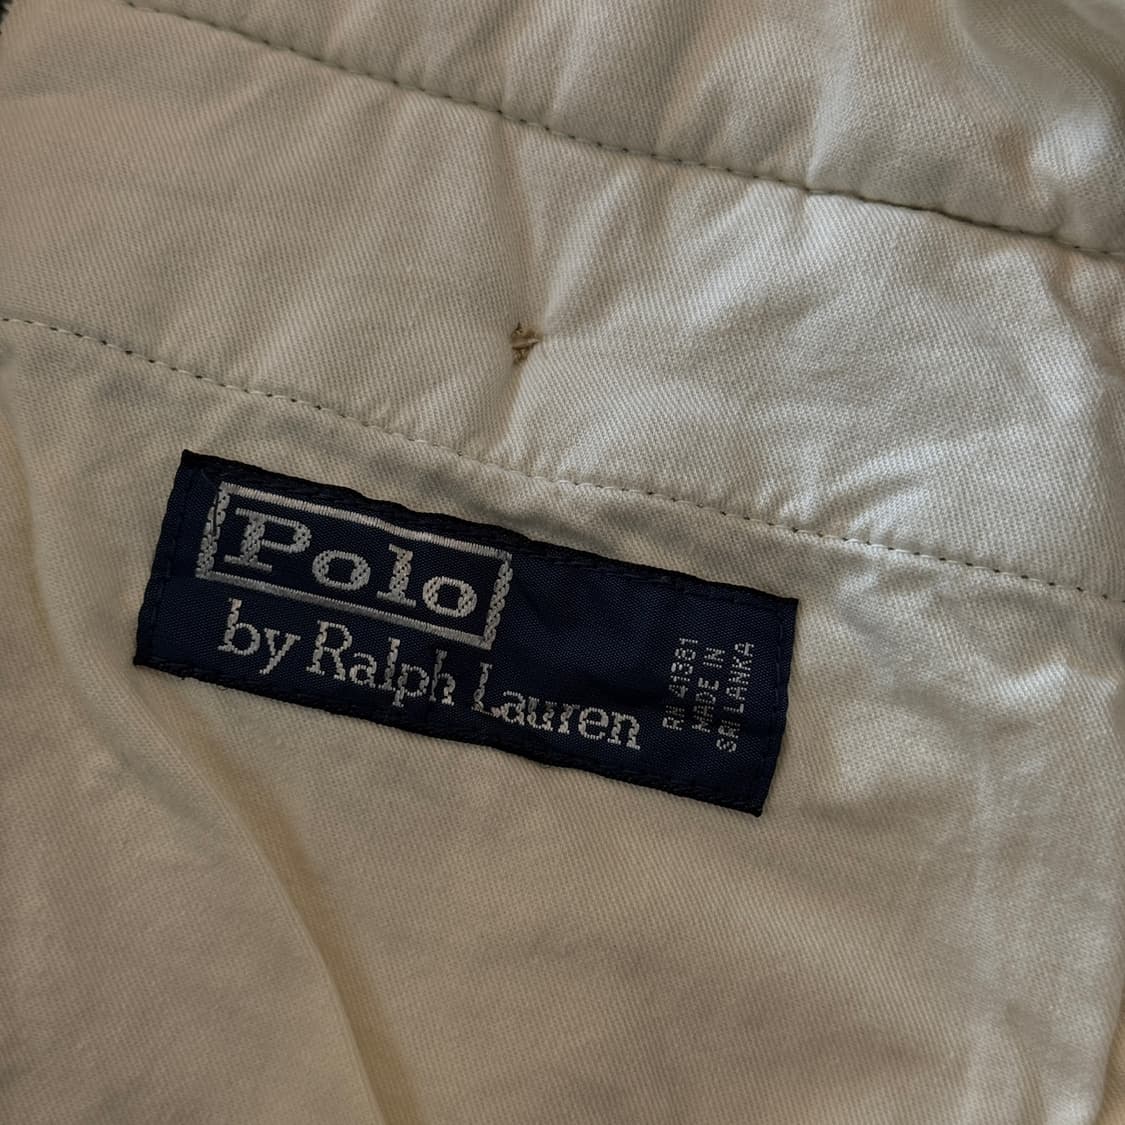 Polo
by Ralph Lauren
RN 41381
MADE IN
SRI LANKA